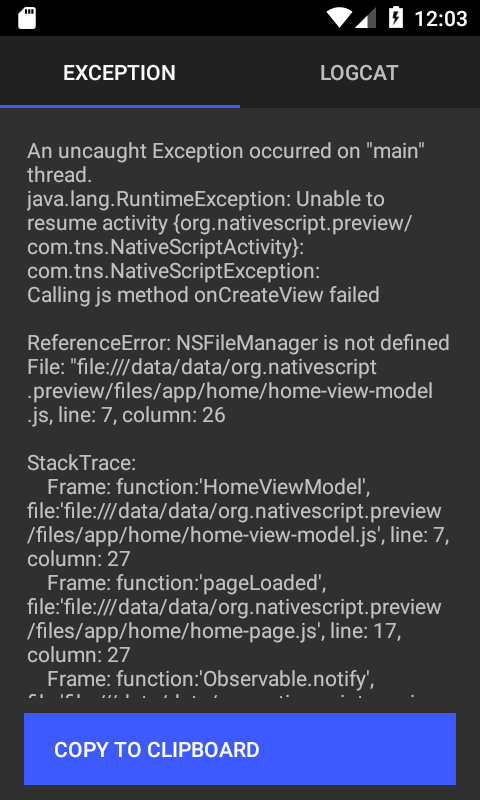 12:03
EXCEPTION
LOGCAT
An uncaught Exception occurred on "main"
thread.
java.lang.RuntimeException: Unable to
resume activity {org.nativescript.preview/
com.tns.NativeScriptActivity}:
com.tns.NativeScriptException:
Calling js method onCreateView failed
ReferenceError: NSFileManager is not defined
File: "file:///data/data/org.nativescript
.preview/files/app/home/home-view-model
.js, line: 7, column: 26
StackTrace:
Frame: function:'HomeViewModel',
file:'file:///data/data/org.nativescript.preview
/files/app/home/home-view-model.js', line: 7,
column: 27
Frame: function:'pageLoaded',
file:'file:///data/data/org.nativescript.preview
/files/app/home/home-page.js', line: 17,
column: 27
Frame: function:'Observable.notify',
COPY TO CLIPBOARD